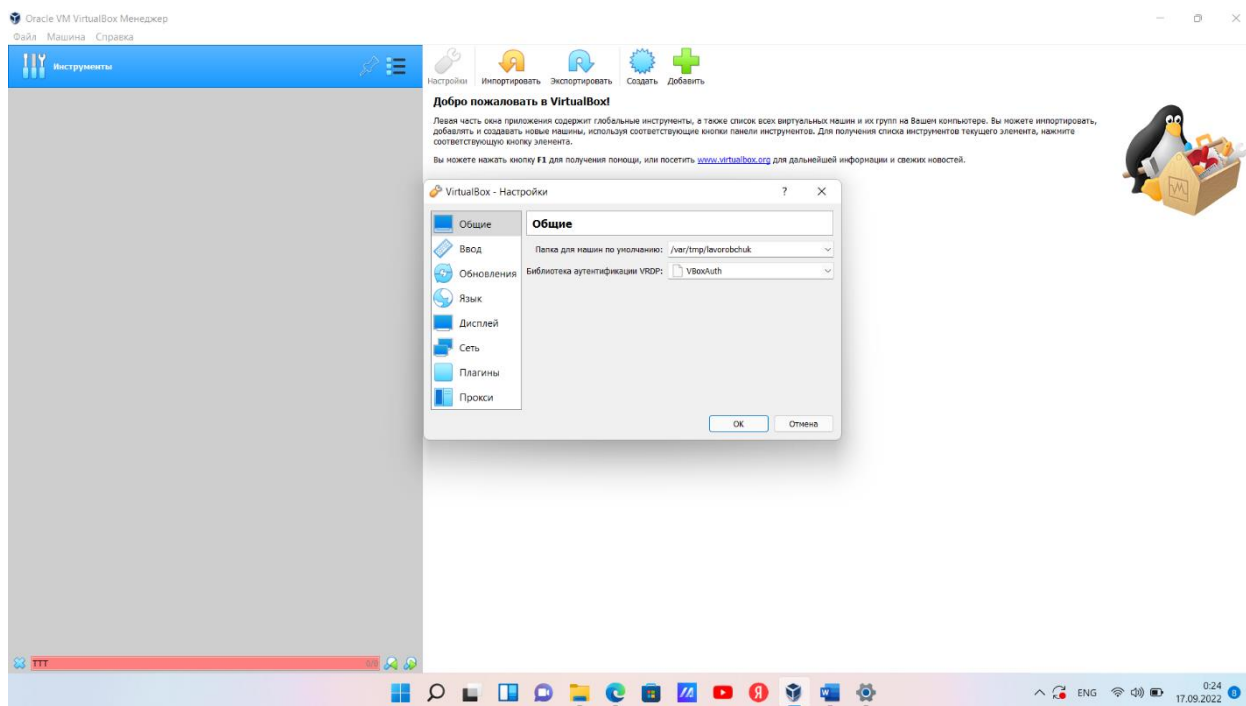 Oracle VM VirtualBox Менеджер
Файл Машина Справка
Инструменты
Настройки Импортировать Экспортировать Создать Добавить
Добро пожаловать в VirtualBox!
Левая часть окна приложения содержит глобальные инструменты, а также список всех виртуальных машин и их групп на Вашем компьютере. Вы можете импортировать,
добавлять и создавать новые машины, используя соответствующие кнопки панели инструментов. Для получения списка инструментов текущего элемента, нажмите
соответствующую кнопку элемента.
Вы можете нажать кнопку F1 для получения помощи, или посетить www.virtualbox.org для дальнейшей информации и свежих новостей.
VirtualBox - Настройки
?
Общие
Ввод
Обновления
Язык
Дисплей
Сеть
Плагины
Прокси
Общие
Папка для машин по умолчанию: /var/tmp/lavorobchuk
Библиотека аутентификации VRDP: VBoxAuth
OK Отмена
TTT 0/0
ENG
0:24
17.09.2022
8